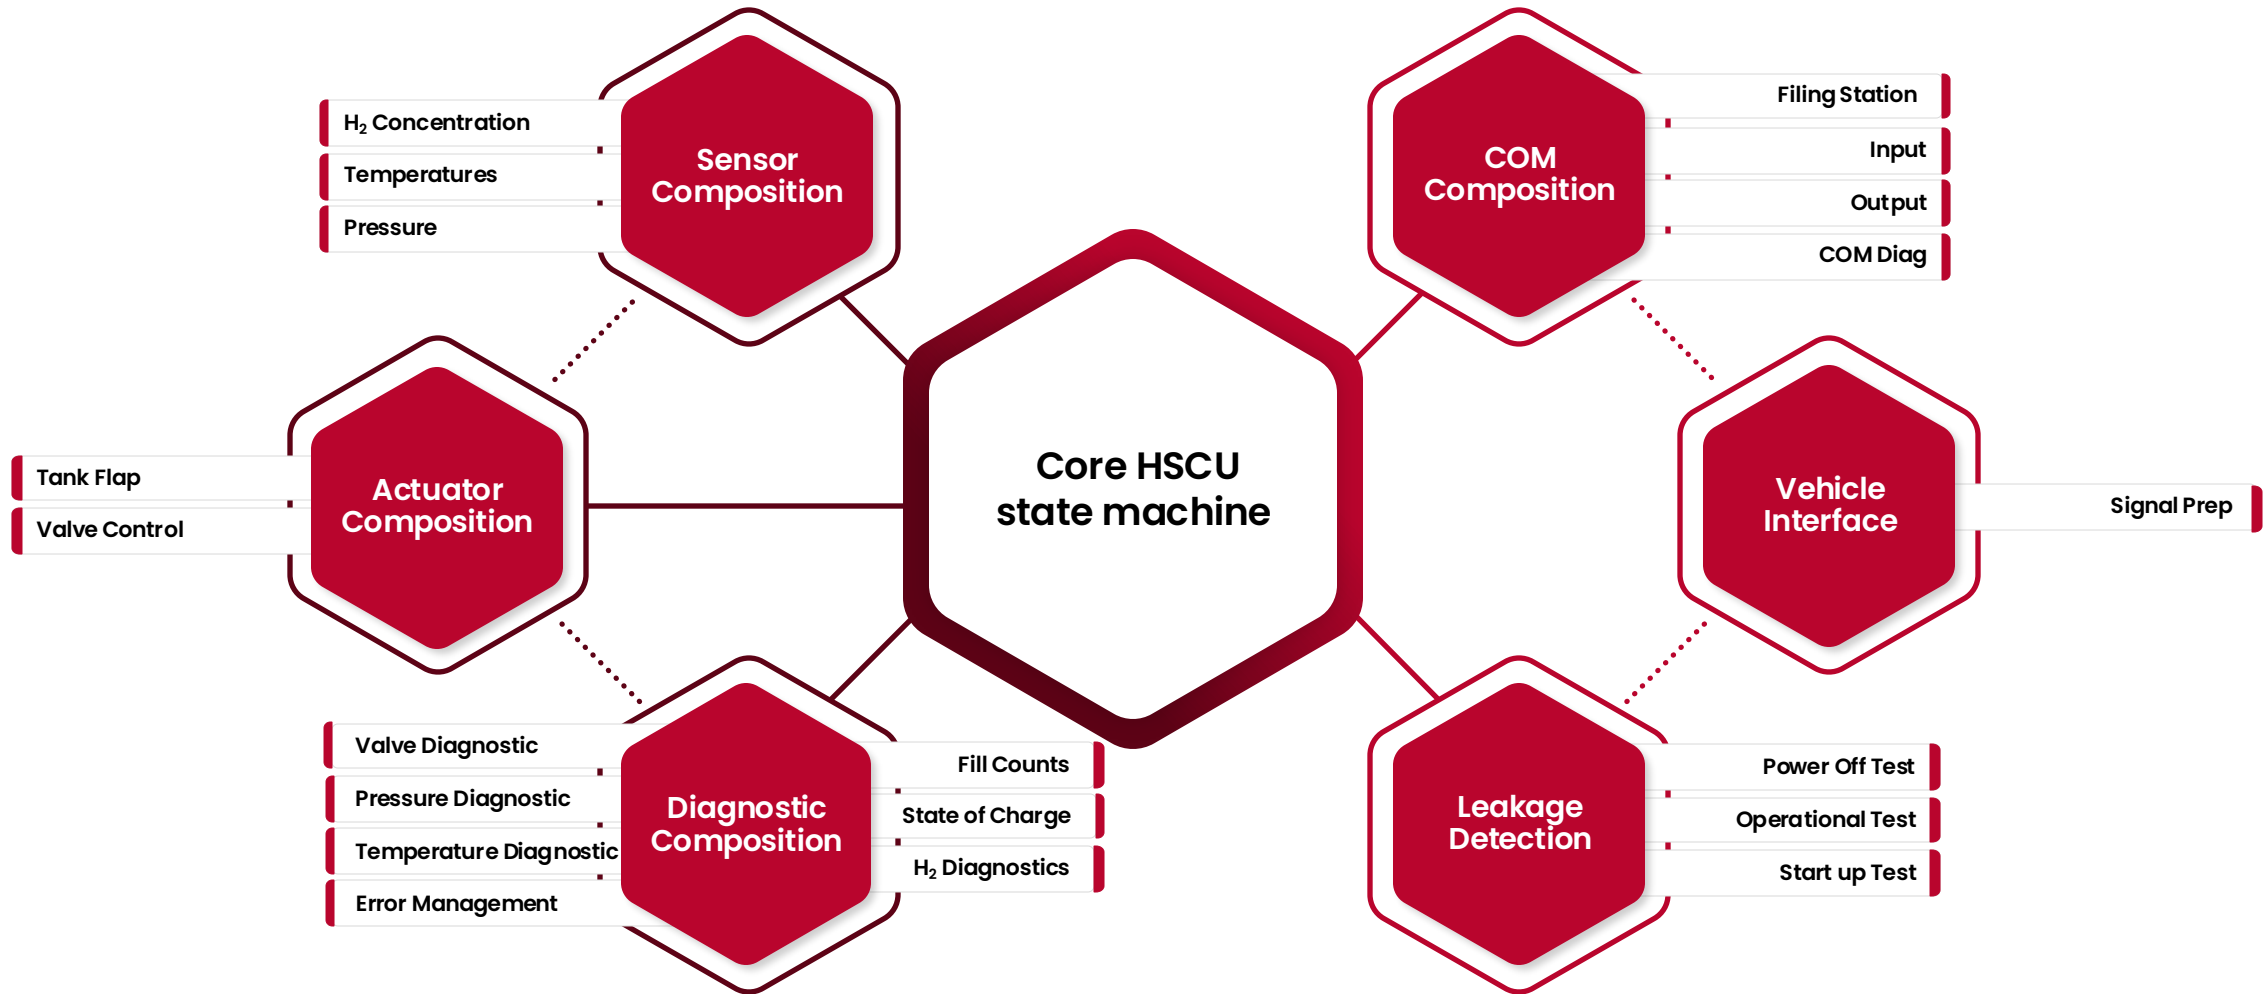 H₂ Concentration
Temperatures
Pressure
Sensor
Composition
COM
Composition
Filing Station
Input
Output
COM Diag
Tank Flap
Valve Control
Actuator
Composition
Core HSCU
state machine
Vehicle
Interface
Signal Prep
Valve Diagnostic
Pressure Diagnostic
Temperature Diagnostic
Error Management
Diagnostic
Composition
Fill Counts
State of Charge
H₂ Diagnostics
Leakage
Detection
Power Off Test
Operational Test
Start up Test